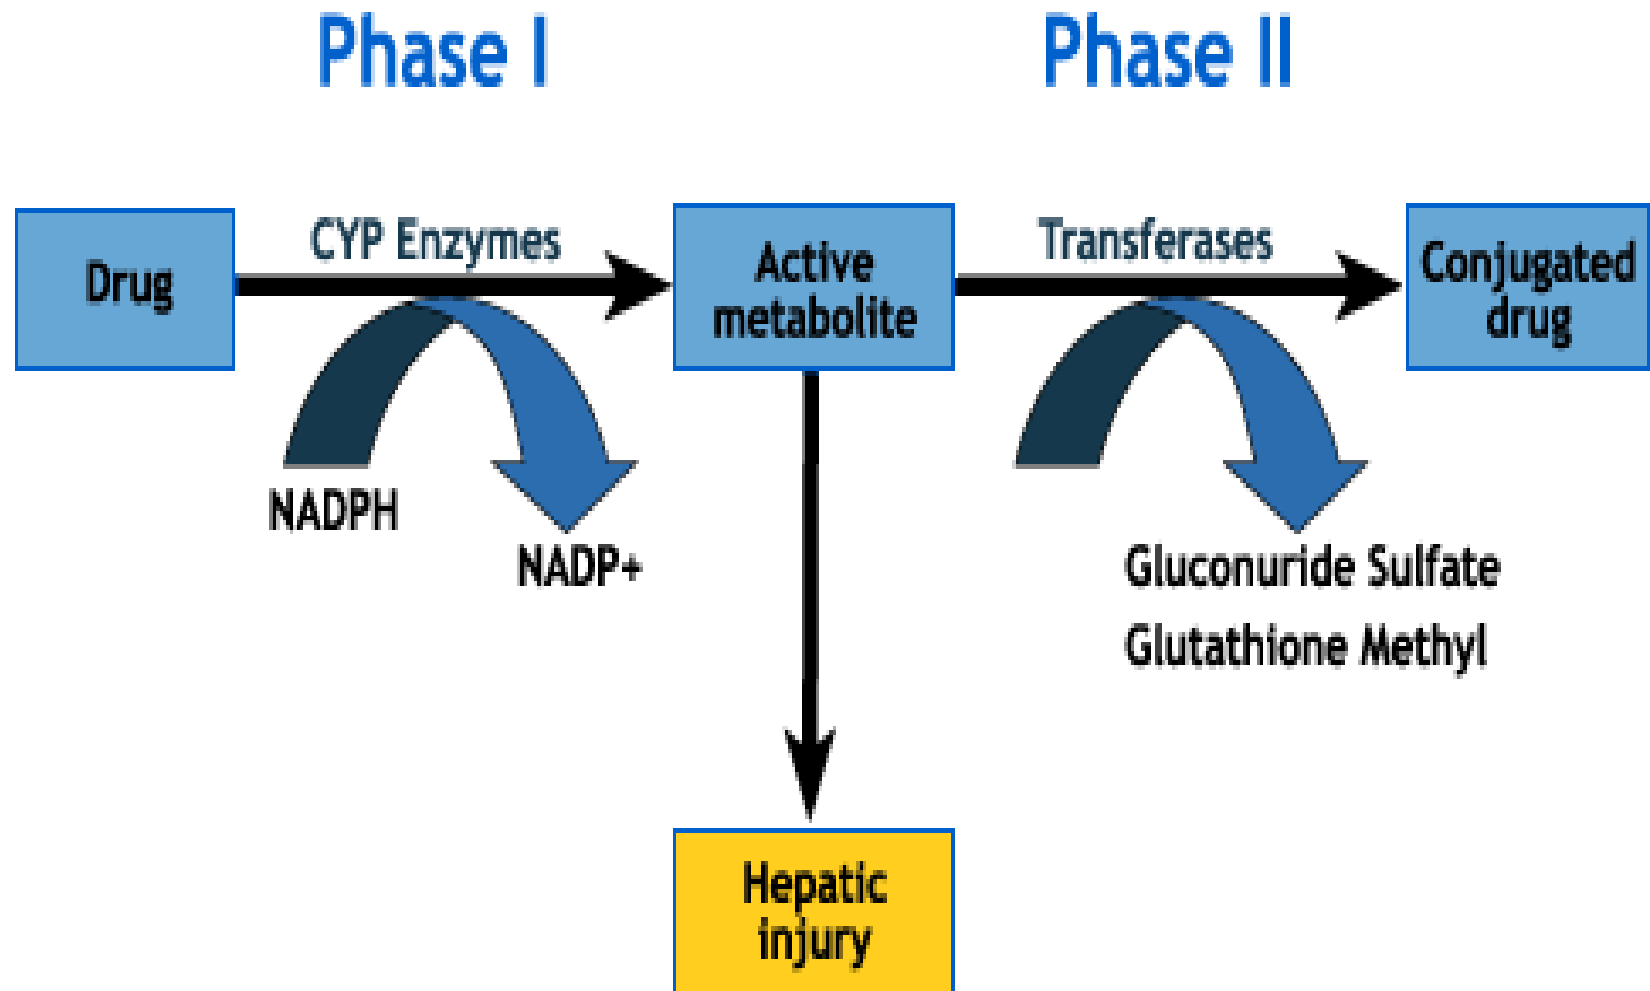 Phase I
Phase II
CYP Enzymes
Transferases
Drug
Active
metabolite
Conjugated
drug
NADPH
NADP+
Gluconuride Sulfate
Glutathione Methyl
Hepatic
injury